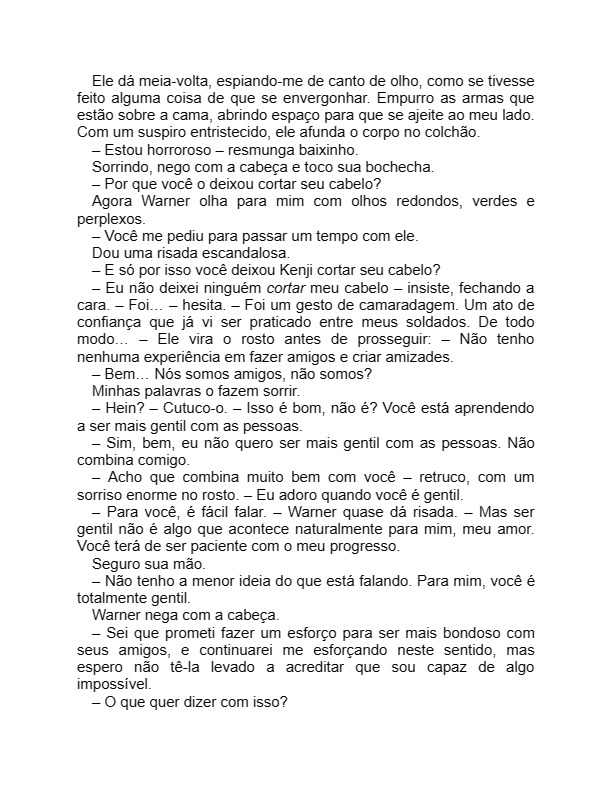 Ele dá meia-volta, espiando-me de canto de olho, como se tivesse
feito alguma coisa de que se envergonhar. Empurro as armas que
estão sobre a cama, abrindo espaço para que se ajeite ao meu lado.
Com um suspiro entristecido, ele afunda o corpo no colchão.
– Estou horroroso – resmunga baixinho.
Sorrindo, nego com a cabeça e toco sua bochecha.
– Por que você o deixou cortar seu cabelo?
Agora Warner olha para mim com olhos redondos, verdes e
perplexos.
– Você me pediu para passar um tempo com ele.
Dou uma risada escandalosa.
– E só por isso você deixou Kenji cortar seu cabelo?
– Eu não deixei ninguém cortar meu cabelo – insiste, fechando a
cara. – Foi… – hesita. – Foi um gesto de camaradagem. Um ato de
confiança que já vi ser praticado entre meus soldados. De todo
modo… – Ele vira o rosto antes de prosseguir: – Não tenho
nenhuma experiência em fazer amigos e criar amizades.
– Bem… Nós somos amigos, não somos?
Minhas palavras o fazem sorrir.
– Hein? – Cutuco-o. – Isso é bom, não é? Você está aprendendo
a ser mais gentil com as pessoas.
– Sim, bem, eu não quero ser mais gentil com as pessoas. Não
combina comigo.
– Acho que combina muito bem com você – retruco, com um
sorriso enorme no rosto. – Eu adoro quando você é gentil.
– Para você, é fácil falar. – Warner quase dá risada. – Mas ser
gentil não é algo que acontece naturalmente para mim, meu amor.
Você terá de ser paciente com o meu progresso.
Seguro sua mão.
– Não tenho a menor ideia do que está falando. Para mim, você é
totalmente gentil.
Warner nega com a cabeça.
– Sei que prometi fazer um esforço para ser mais bondoso com
seus amigos, e continuarei me esforçando neste sentido, mas
espero não tê-la levado a acreditar que sou capaz de algo
impossível.
– O que quer dizer com isso?